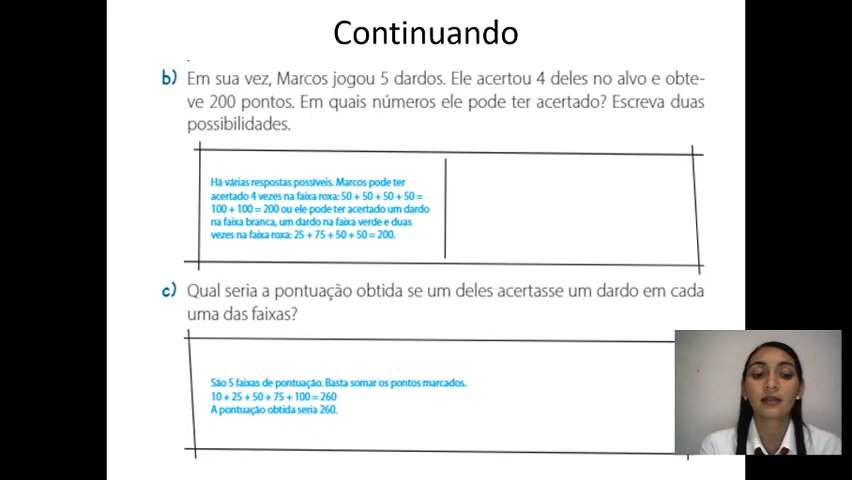 Continuando
b) Em sua vez, Marcos jogou 5 dardos. Ele acertou 4 deles no alvo e obte-
ve 200 pontos. Em quais números ele pode ter acertado? Escreva duas
possibilidades.
Há várias respostas possíveis. Marcos pode ter
acertado 4 vezes na faixa roxa: 50 + 50 + 50 + 50 =
100 + 100 = 200 ou ele pode ter acertado um dardo
na faixa branca, um dardo na faixa verde e duas
vezes na faixa roxa: 25 + 75 + 50 + 50 = 200.
c) Qual seria a pontuação obtida se um deles acertasse um dardo em cada
uma das faixas?
São 5 faixas de pontuação. Basta somar os pontos marcados.
10 + 25 + 50 + 75 + 100 = 260
A pontuação obtida seria 260.